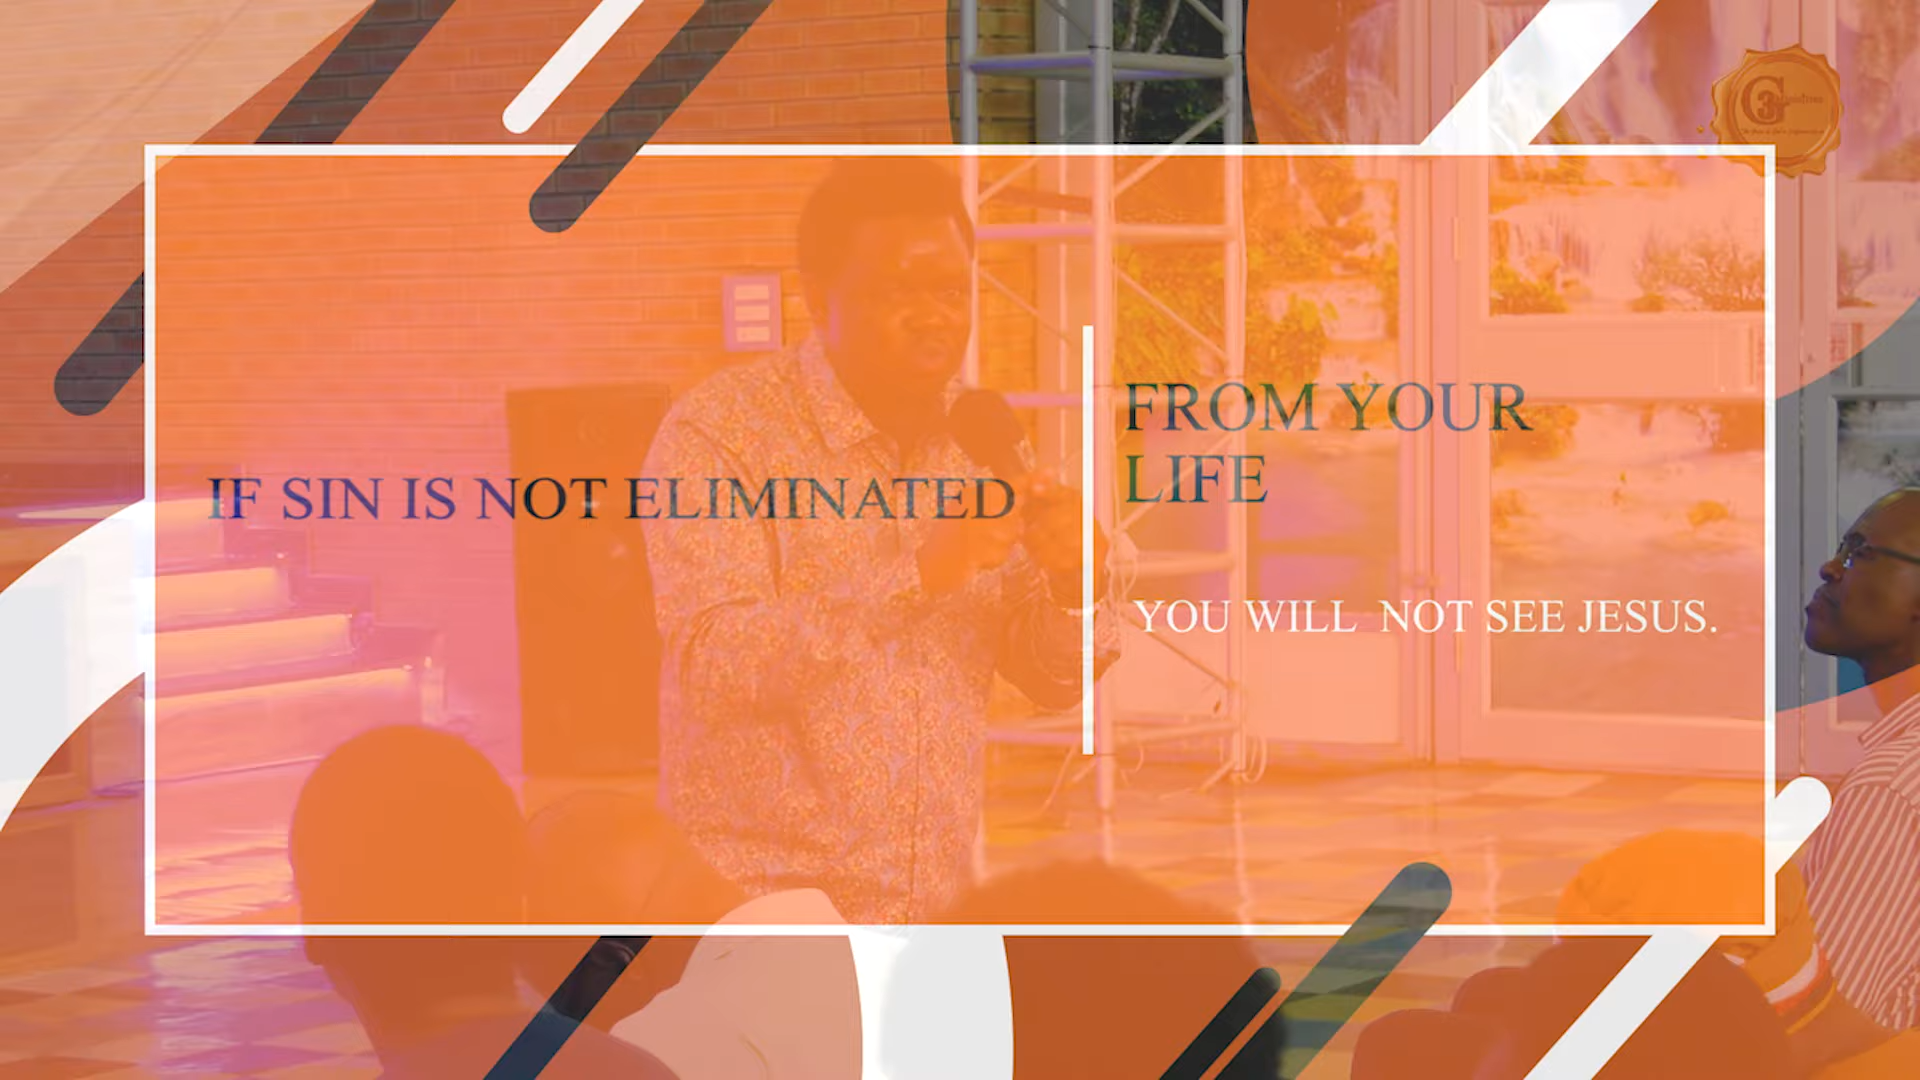 IF SIN IS NOT ELIMINATED
FROM YOUR
LIFE
YOU WILL NOT SEE JESUS.